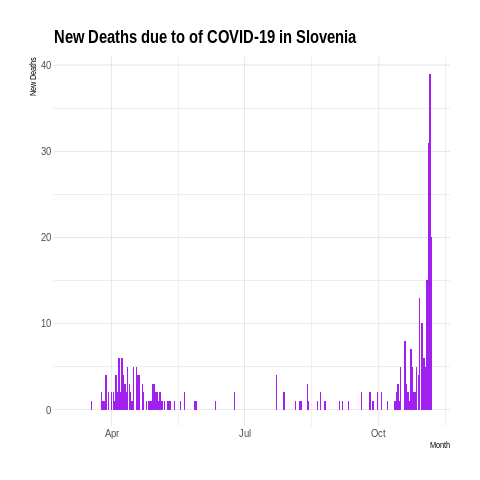 New Deaths due to of COVID-19 in Slovenia
New Deaths
40
30
20
10
0
Apr
Jul
Oct
Month